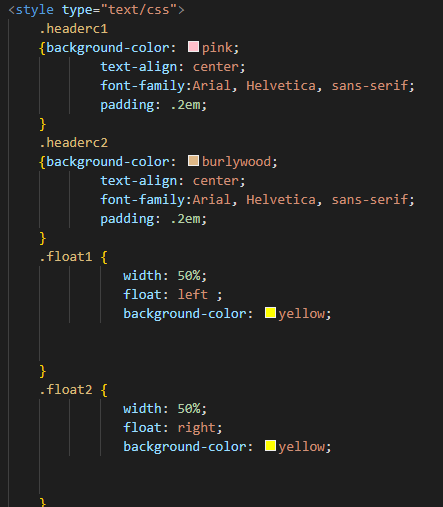 <style type="text/css">
.headerc1
{background-color: pink;
text-align: center;
font-family:Arial, Helvetica, sans-serif;
padding: .2em;
}
.headerc2
{background-color: burlywood;
text-align: center;
font-family:Arial, Helvetica, sans-serif;
padding: .2em;
}
.float1 {
width: 50%;
float: left ;
background-color: yellow;
}
.float2 {
width: 50%;
float: right;
background-color: yellow;
}